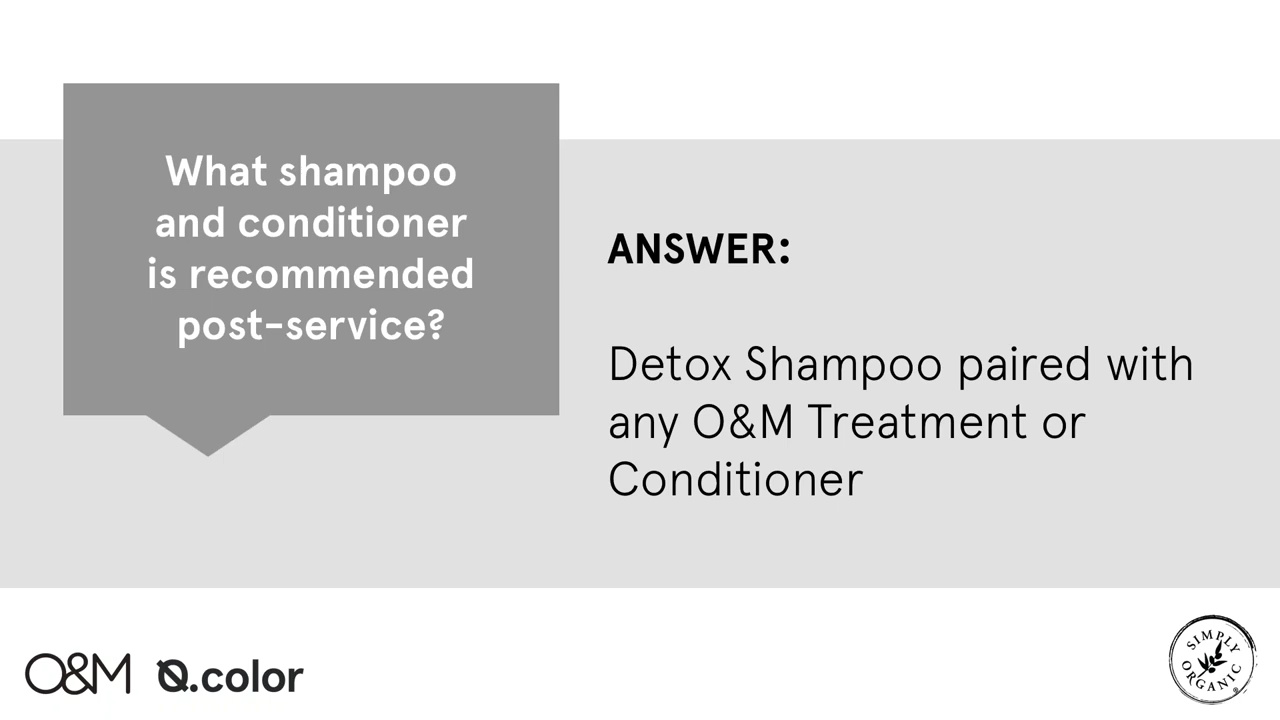 What shampoo
and conditioner
is recommended
post-service?
ANSWER:
Detox Shampoo paired with
any O&M Treatment or
Conditioner
O&M
Ø.color
SIMPLY
ORGANIC
®